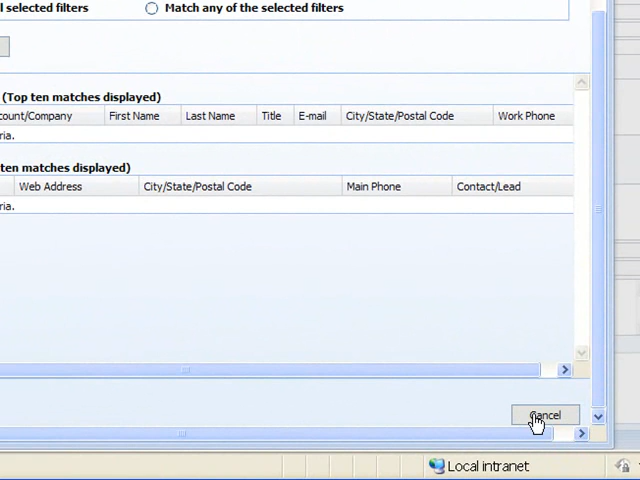 l selected filters Match any of the selected filters
(Top ten matches displayed)
count/Company First Name Last Name Title E-mail City/State/Postal Code Work Phone
ria.
ten matches displayed)
Web Address City/State/Postal Code Main Phone Contact/Lead
ria.
Cancel
Local intranet